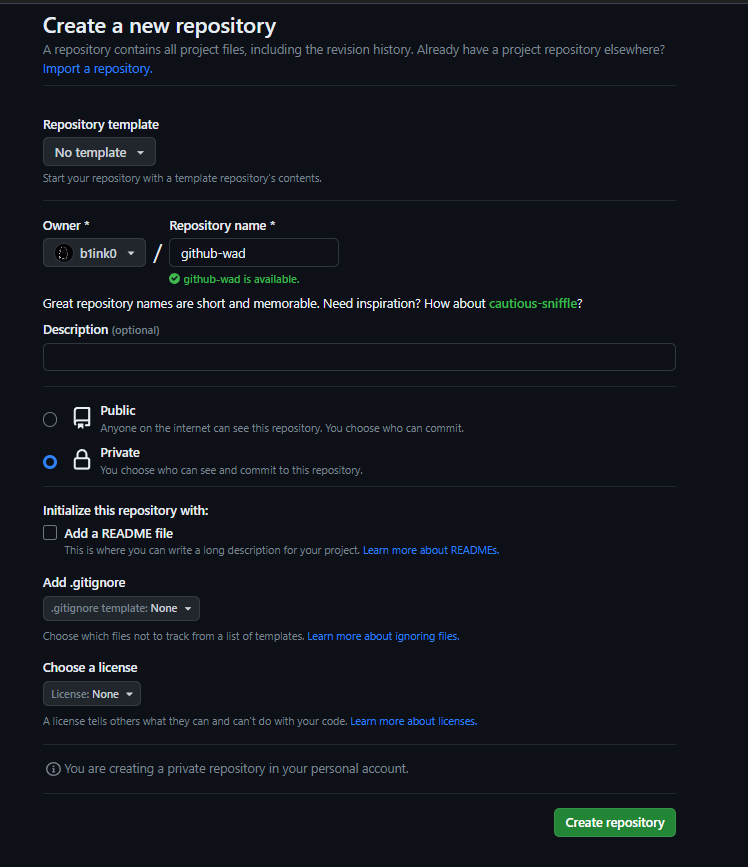 Create a new repository
A repository contains all project files, including the revision history. Already have a project repository elsewhere?
Import a repository.
Repository template
No template
Start your repository with a template repository's contents.
Owner *
Repository name *
b1ink0
/
github-wad
github-wad is available.
Great repository names are short and memorable. Need inspiration? How about cautious-sniffle?
Description (optional)
Public
Anyone on the internet can see this repository. You choose who can commit.
Private
You choose who can see and commit to this repository.
Initialize this repository with:
Add a README file
This is where you can write a long description for your project. Learn more about READMEs.
Add .gitignore
.gitignore template: None
Choose which files not to track from a list of templates. Learn more about ignoring files.
Choose a license
License: None
A license tells others what they can and can't do with your code. Learn more about licenses.
You are creating a private repository in your personal account.
Create repository